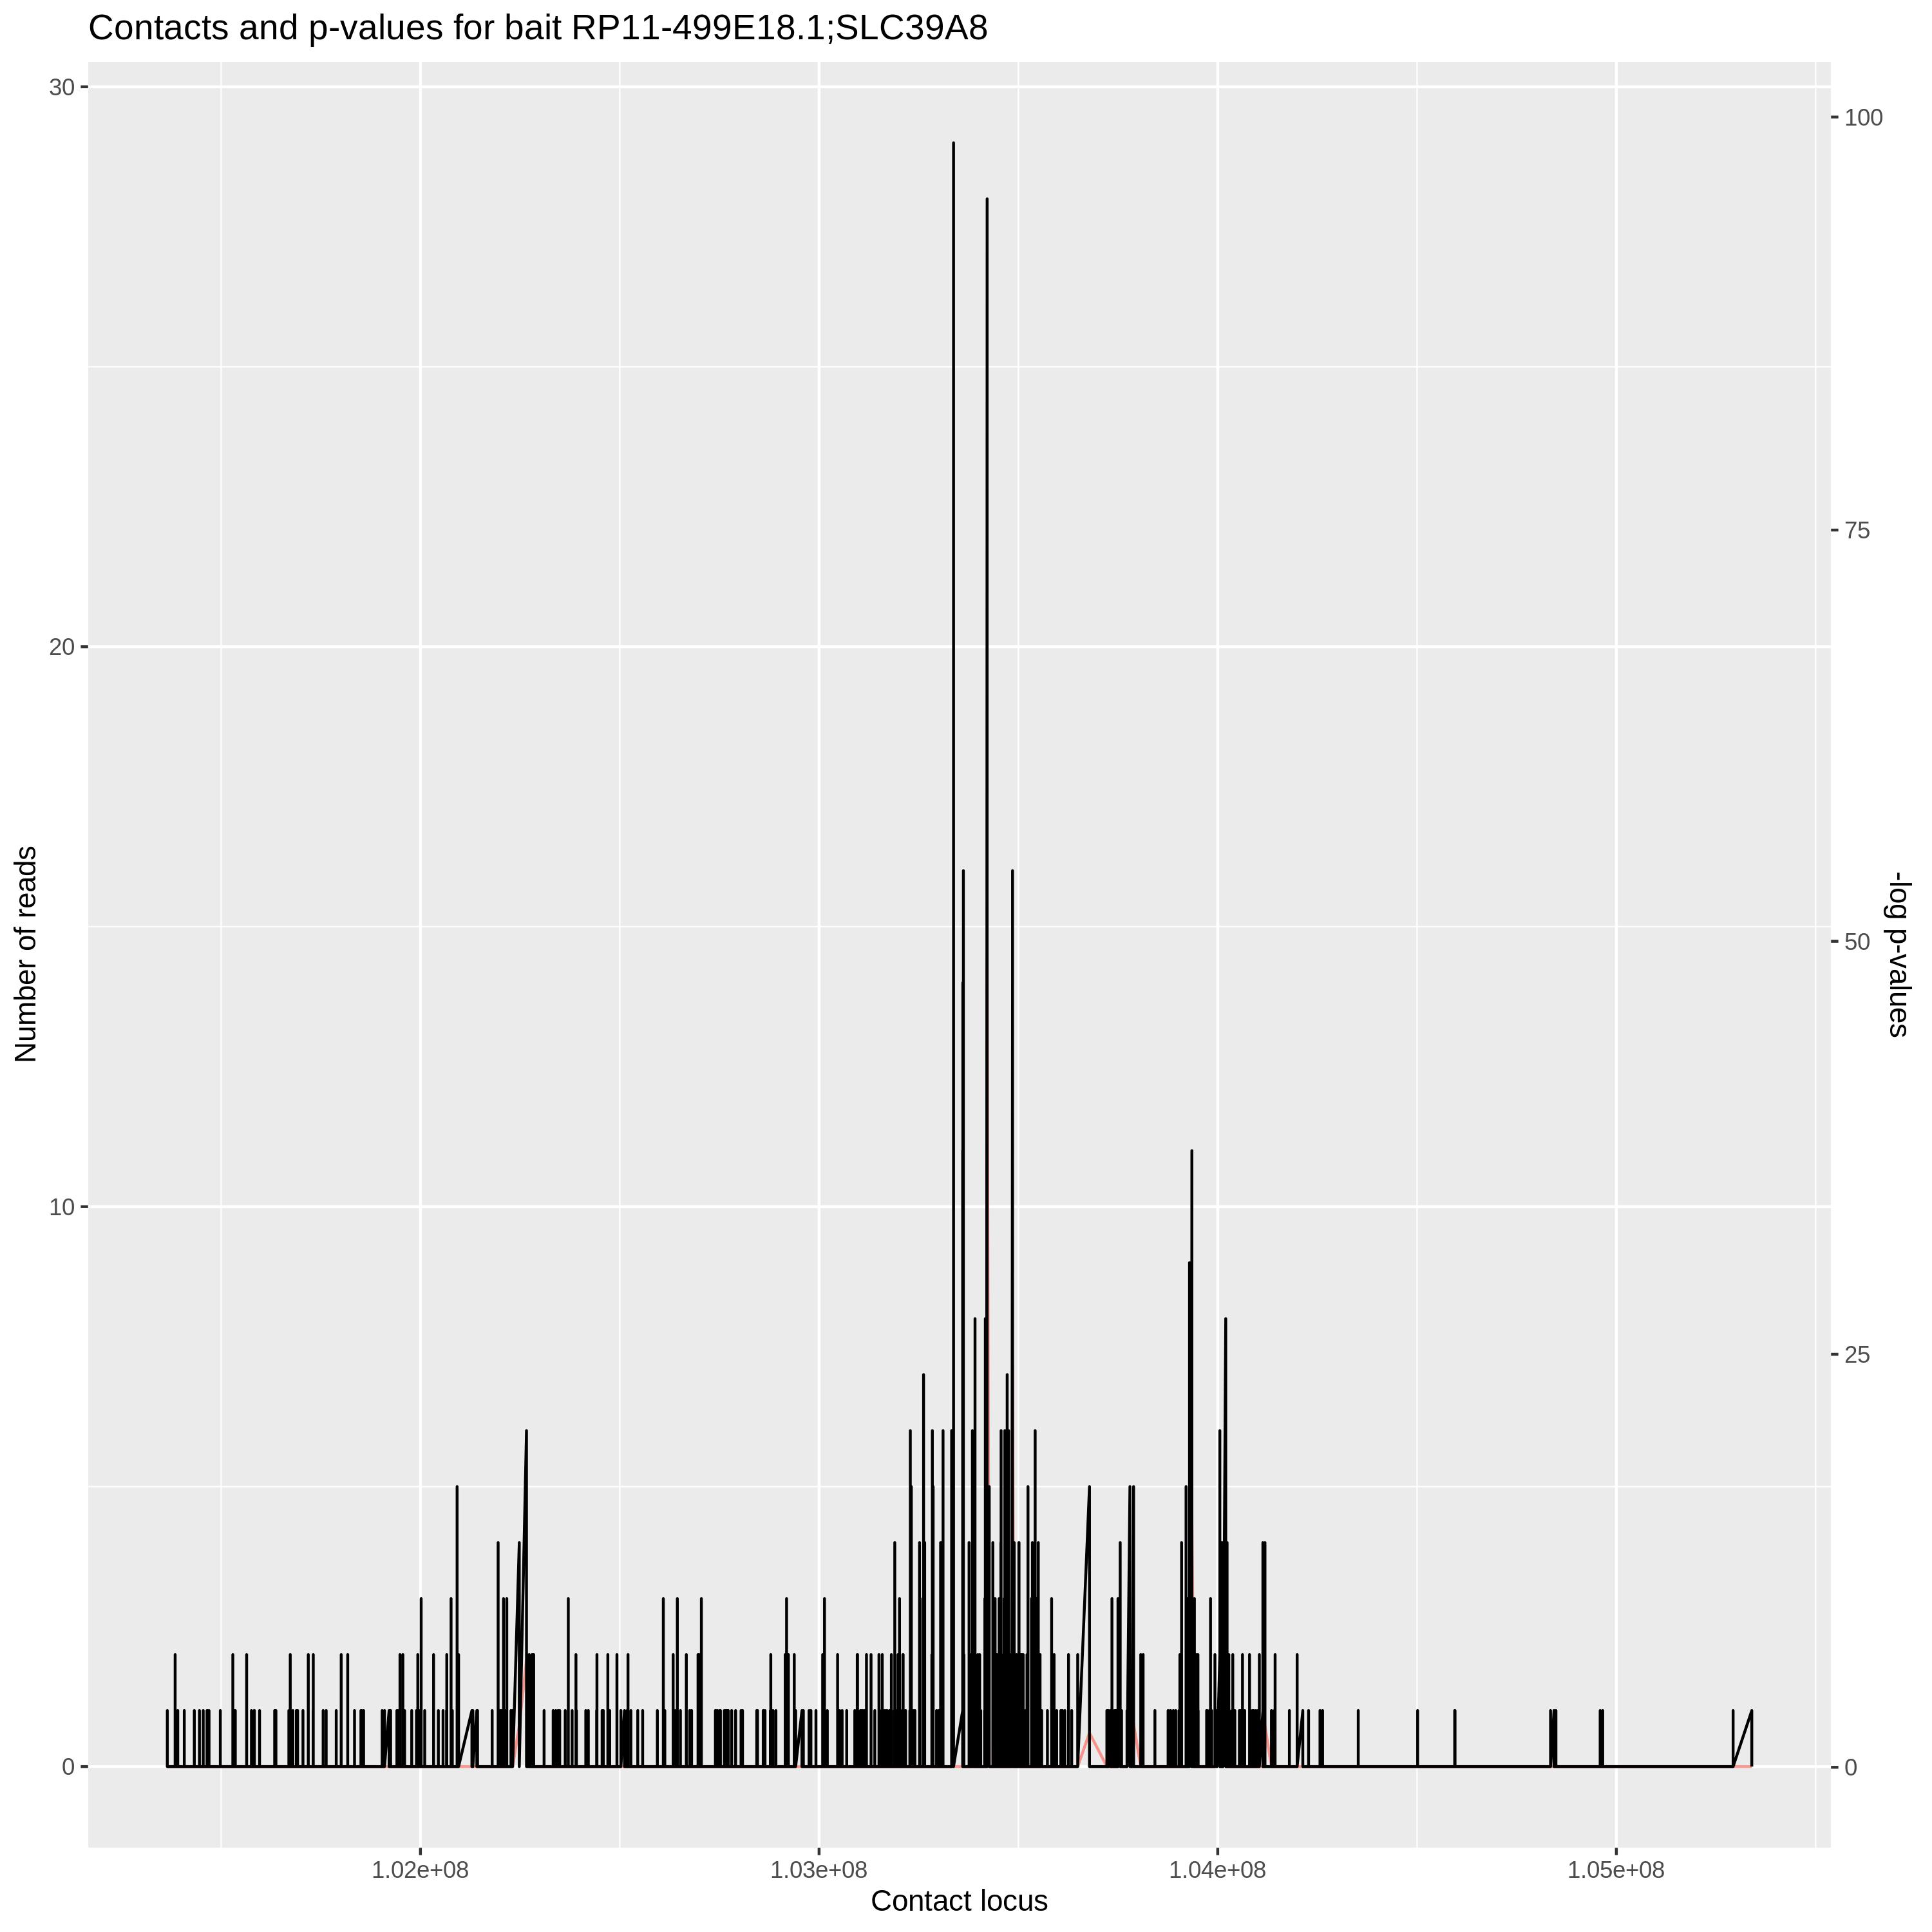 Contacts and p-values for bait RP11-499E18.1;SLC39A8
30
20
10
0
Number of reads
100
75
50
25
0
-log p-values
1.02e+08
1.03e+08
1.04e+08
1.05e+08
Contact locus